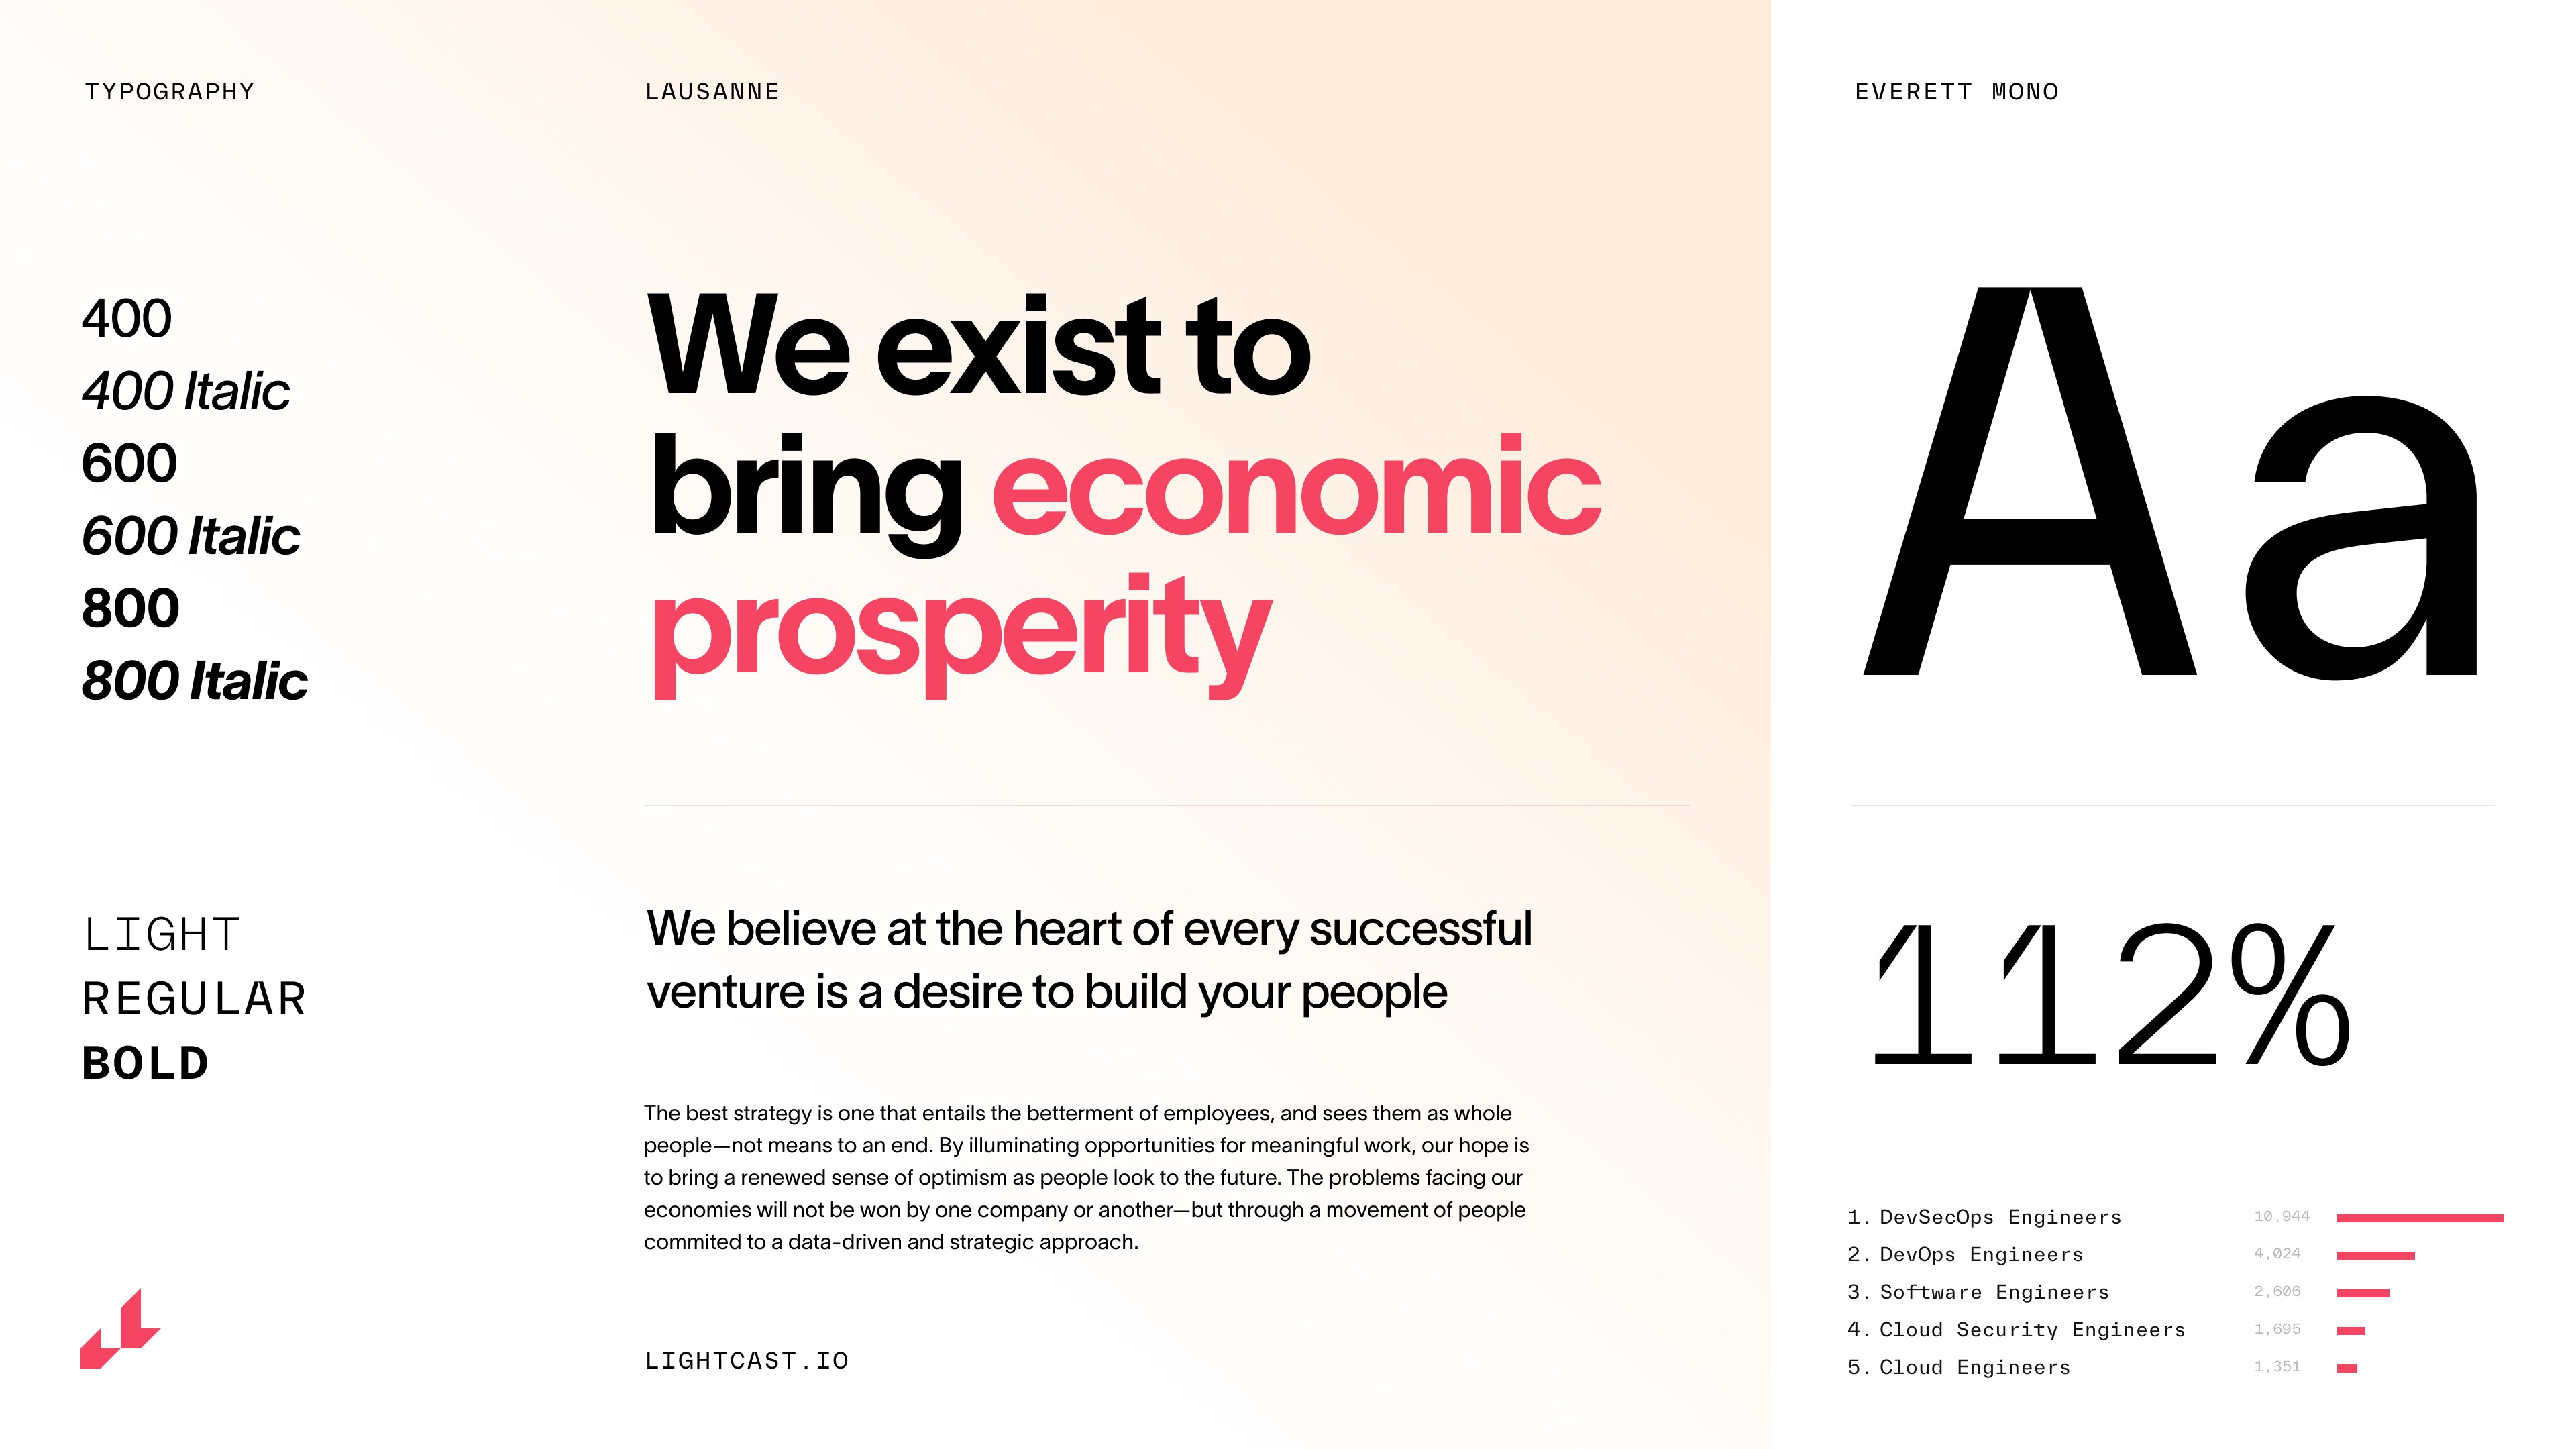 TYPOGRAPHY
400
400 Italic
600
600 Italic
800
800 Italic
LIGHT
REGULAR
BOLD
LAUSANNE
We exist to
bring economic
prosperity
We believe at the heart of every successful
venture is a desire to build your people
The best strategy is one that entails the betterment of employees, and sees them as whole
people—not means to an end. By illuminating opportunities for meaningful work, our hope is
to bring a renewed sense of optimism as people look to the future. The problems facing our
economies will not be won by one company or another—but through a movement of people
commited to a data-driven and strategic approach.
LIGHTCAST.IO
EVERETT MONO
Aa
112%
1. DevSecOps Engineers 10,944
2. DevOps Engineers 4,024
3. Software Engineers 2,606
4. Cloud Security Engineers 1,695
5. Cloud Engineers 1,351